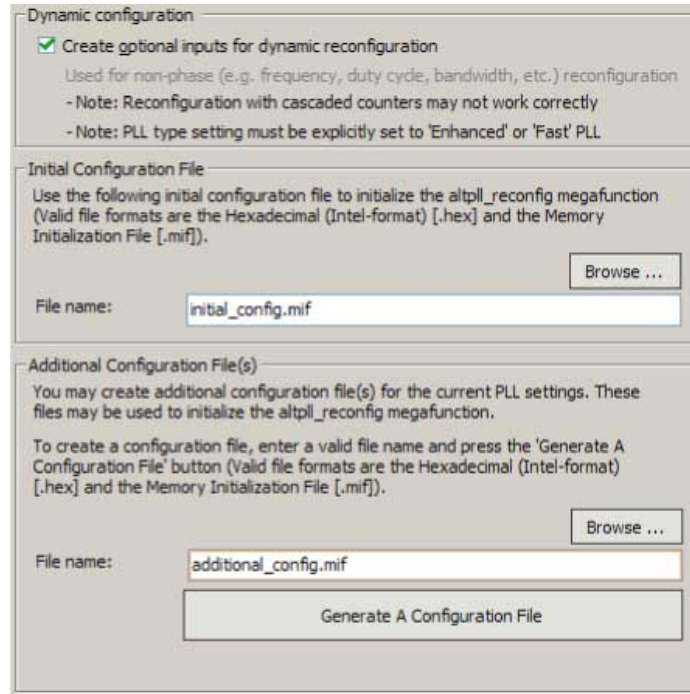 Dynamic configuration
Create optional inputs for dynamic reconfiguration
Used for non-phase (e.g. frequency, duty cycle, bandwidth, etc.) reconfiguration
- Note: Reconfiguration with cascaded counters may not work correctly
- Note: PLL type setting must be explicitly set to 'Enhanced' or 'Fast' PLL
Initial Configuration File
Use the following initial configuration file to initialize the altpll_reconfig megafunction
(Valid file formats are the Hexadecimal (Intel-format) [.hex] and the Memory
Initialization File [.mif]).
Browse ...
File name:
initial_config.mif
Additional Configuration File(s)
You may create additional configuration file(s) for the current PLL settings. These
files may be used to initialize the altpll_reconfig megafunction.
To create a configuration file, enter a valid file name and press the 'Generate A
Configuration File' button (Valid file formats are the Hexadecimal (Intel-format)
[.hex] and the Memory Initialization File [.mif]).
Browse ...
File name:
additional_config.mif
Generate A Configuration File